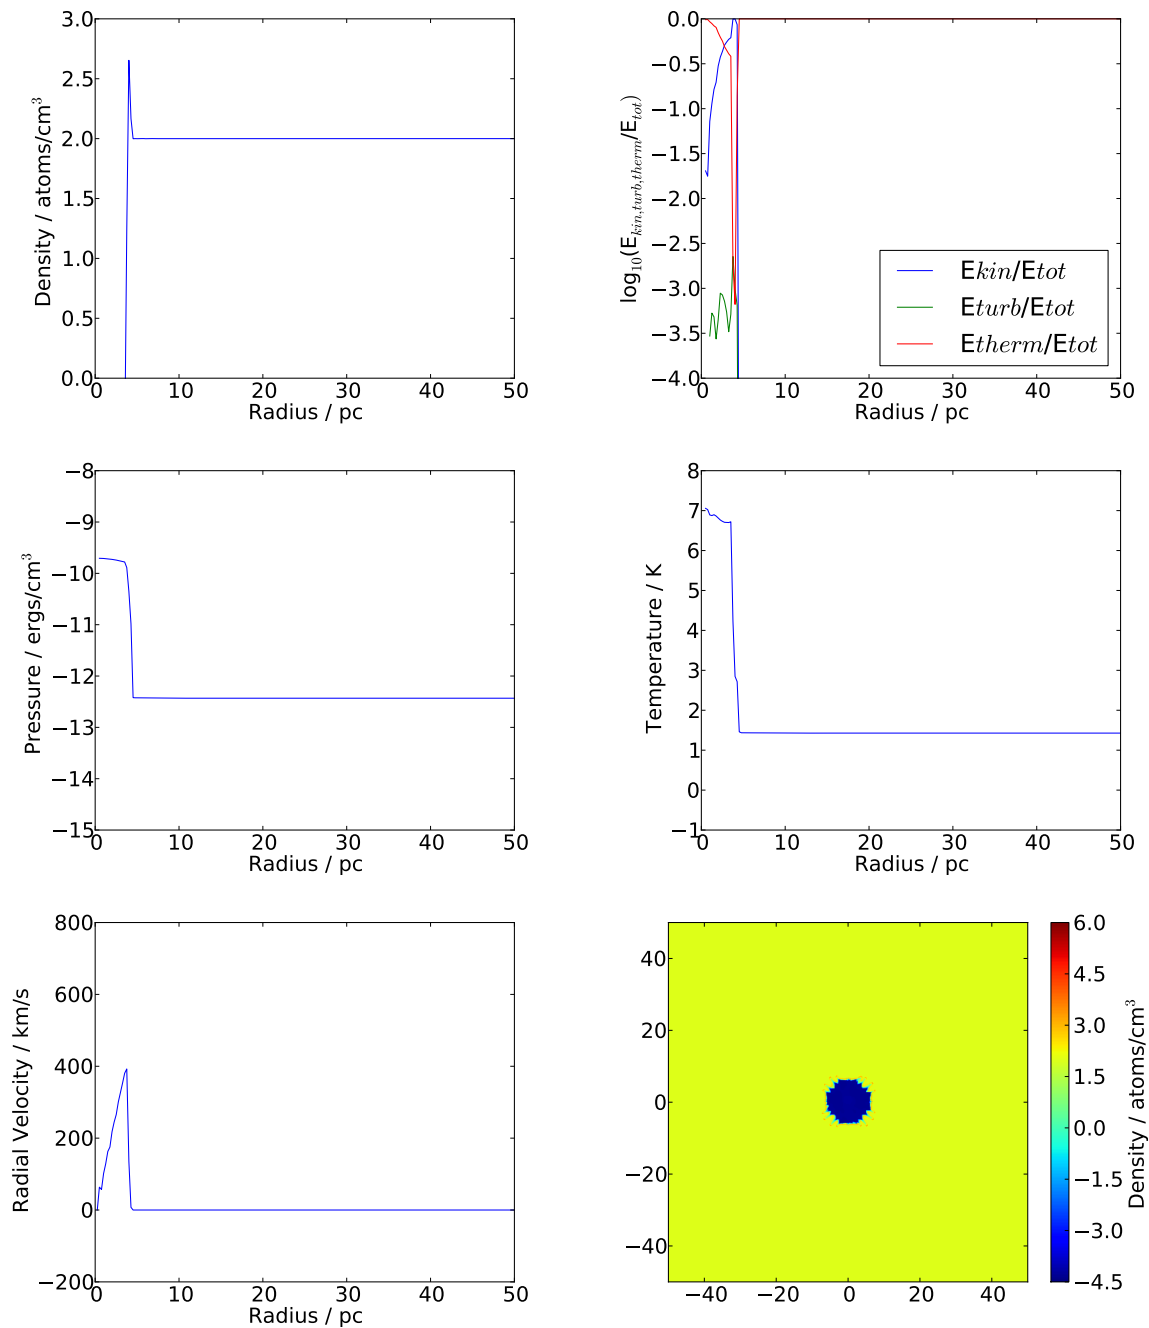 3.0
2.5
2.0
1.5
1.0
0.5
0.0
0 10 20 30 40 50
Density / atoms/cm³
Radius / pc
0.0
−0.5
−1.0
−1.5
−2.0
−2.5
−3.0
−3.5
−4.0
0 10 20 30 40 50
log₁₀(E_{kin,turb,therm}/E_{tot})
Radius / pc
Ekin/Etot
Eturb/Etot
Etherm/Etot
−8
−9
−10
−11
−12
−13
−14
−15
0 10 20 30 40 50
Pressure / ergs/cm³
Radius / pc
8
7
6
5
4
3
2
1
0
−1
0 10 20 30 40 50
Temperature / K
Radius / pc
800
600
400
200
0
−200
0 10 20 30 40 50
Radial Velocity / km/s
Radius / pc
40
20
0
−20
−40
−40 −20 0 20 40
6.0
4.5
3.0
1.5
0.0
−1.5
−3.0
−4.5
Density / atoms/cm³